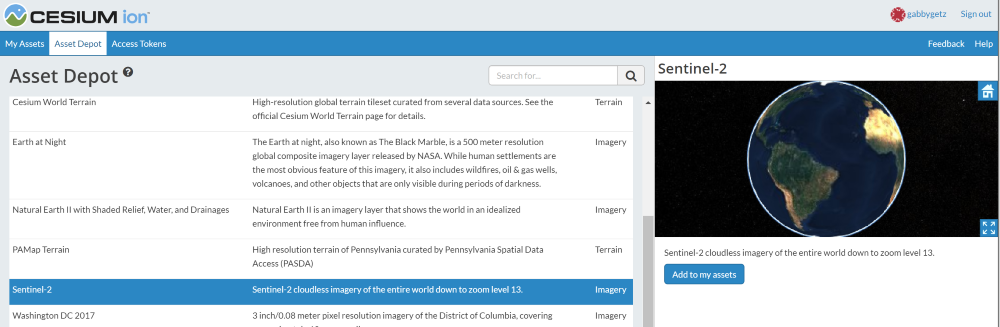 CESIUM ion
gabbygetz Sign out
My Assets Asset Depot Access Tokens Feedback Help
Asset Depot ?
Search for...
Sentinel-2
Cesium World Terrain High-resolution global terrain tileset curated from several data sources. See the Terrain
official Cesium World Terrain page for details.
Earth at Night The Earth at night, also known as The Black Marble, is a 500 meter resolution Imagery
global composite imagery layer released by NASA. While human settlements are
the most obvious feature of this imagery, it also includes wildfires, oil & gas wells,
volcanoes, and other objects that are only visible during periods of darkness.
Natural Earth II with Shaded Relief, Water, and Drainages Natural Earth II is an imagery layer that shows the world in an idealized Imagery
environment free from human influence.
PAMap Terrain High resolution terrain of Pennsylvania curated by Pennsylvania Spatial Data Terrain
Access (PASDA)
Sentinel-2 Sentinel-2 cloudless imagery of the entire world down to zoom level 13. Imagery
Washington DC 2017 3 inch/0.08 meter pixel resolution imagery of the District of Columbia, covering Imagery
Sentinel-2 cloudless imagery of the entire world down to zoom level 13.
Add to my assets